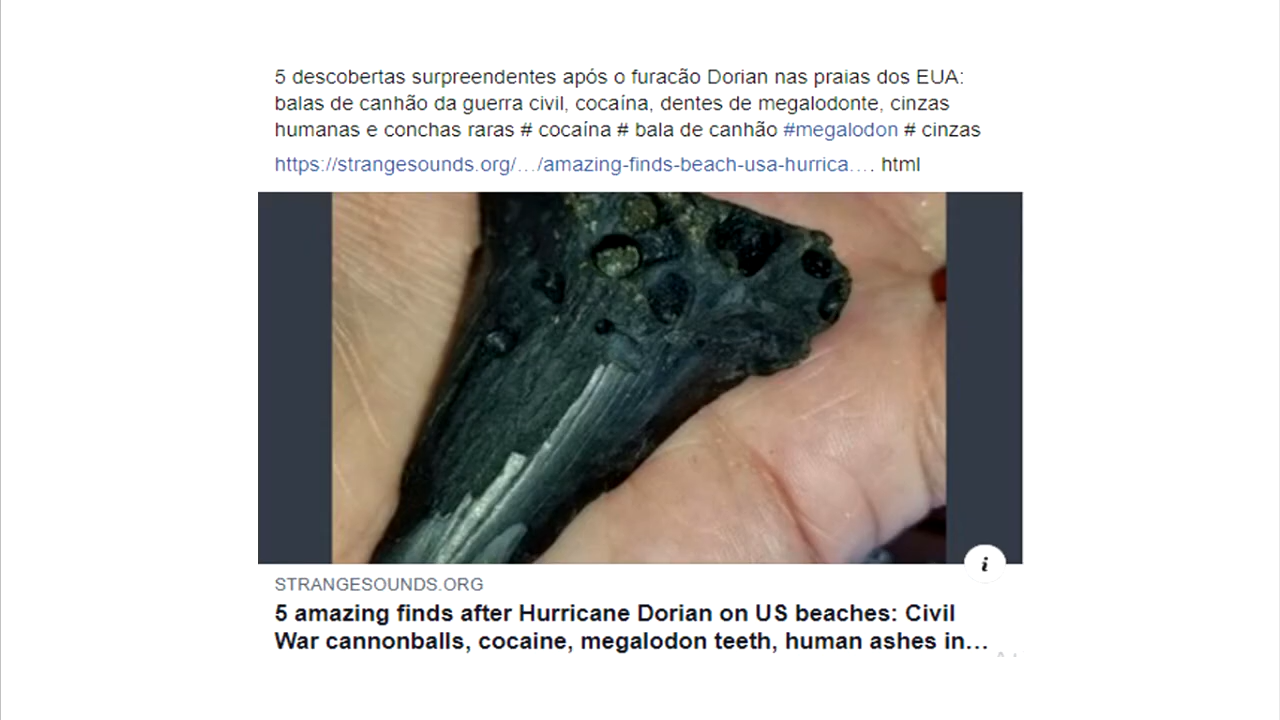 5 descobertas surpreendentes após o furacão Dorian nas praias dos EUA:
balas de canhão da guerra civil, cocaína, dentes de megalodonte, cinzas
humanas e conchas raras # cocaína # bala de canhão #megalodon # cinzas
https://strangesounds.org/…/amazing-finds-beach-usa-hurrica…. html
i
STRANGESOUNDS.ORG
5 amazing finds after Hurricane Dorian on US beaches: Civil
War cannonballs, cocaine, megalodon teeth, human ashes in…